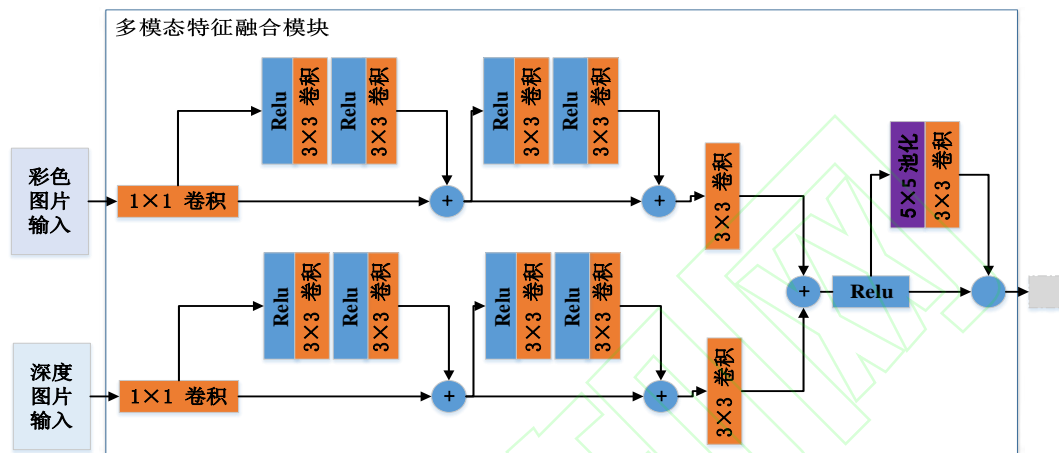 多模态特征融合模块
彩色
图片
输入
1×1 卷积
Relu
3×3 卷积
Relu
3×3 卷积
+
Relu
3×3 卷积
Relu
3×3 卷积
+
3×3 卷积
深度
图片
输入
1×1 卷积
Relu
3×3 卷积
Relu
3×3 卷积
+
Relu
3×3 卷积
Relu
3×3 卷积
+
3×3 卷积
+
Relu
5×5 池化
3×3 卷积